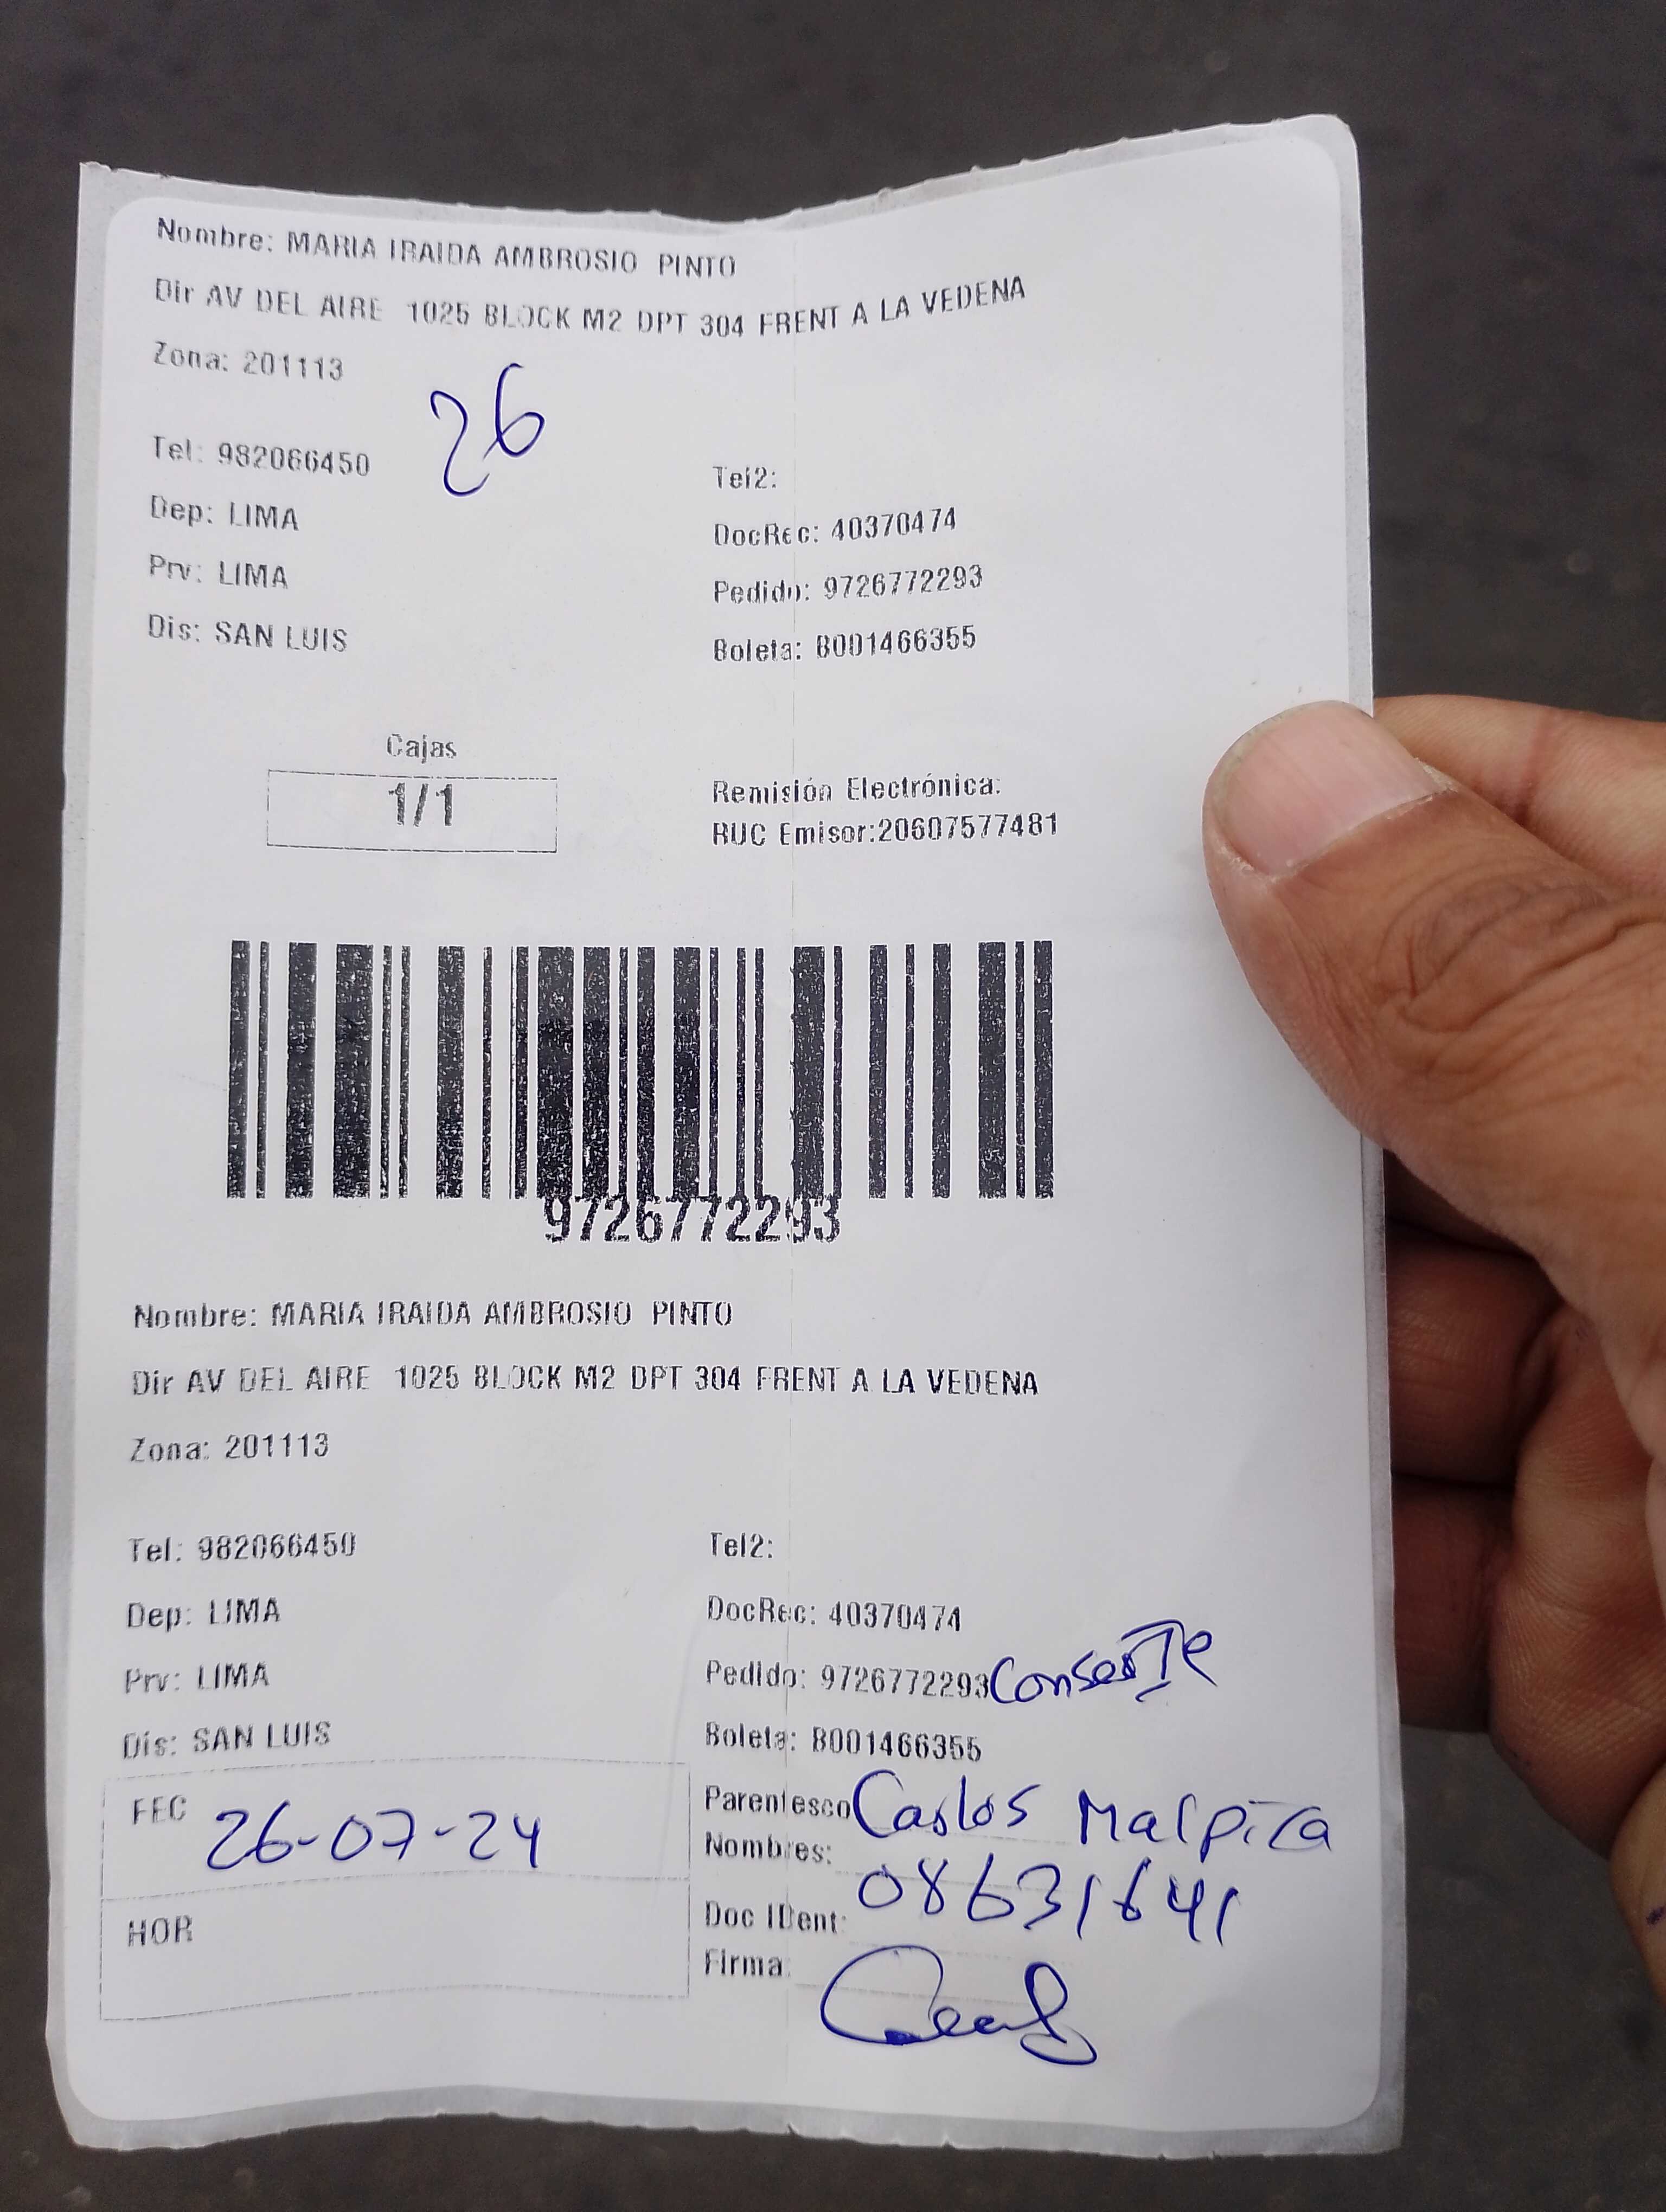 Nombre: MARIA IRAIDA AMBROSIO PINTO
Dir AV DEL AIRE 1025 BLOCK M2 DPT 304 FRENT A LA VEDENA
Zona: 201113
26
Tel: 982066450 Tel2:
Dep: LIMA DocRec: 40370474
Prv: LIMA Pedido: 9726772293
Dis: SAN LUIS Boleta: B001466355
Cajas
1/1
Remisión Electrónica:
RUC Emisor:20607577481
9726772293
Nombre: MARIA IRAIDA AMBROSIO PINTO
Dir AV DEL AIRE 1025 BLOCK M2 DPT 304 FRENT A LA VEDENA
Zona: 201113
Tel: 982066450 Tel2:
Dep: LIMA DocRec: 40370474
Prv: LIMA Pedido: 9726772293 Conserje
Dis: SAN LUIS Boleta: B001466355
FEC 26-07-24 Parentesco Carlos Malpica
Nombres:
HOR Doc IDent: 08631641
Firma: